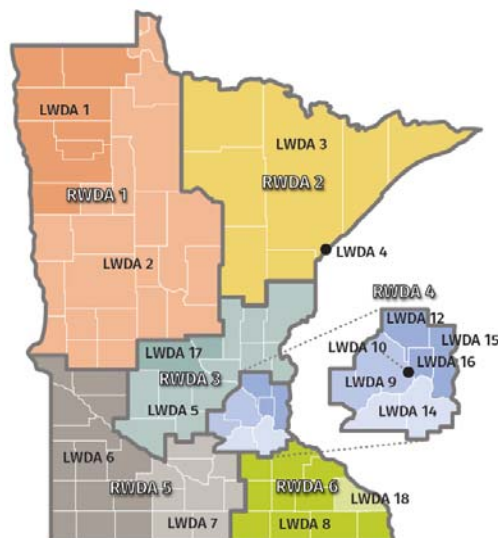 LWDA 1
LWDA 3
RWDA 2
RWDA 1
LWDA 2
LWDA 4
RWDA 4
LWDA 12
LWDA 17
LWDA 10
LWDA 15
LWDA 16
RWDA 3
LWDA 9
LWDA 5
LWDA 14
LWDA 6
RWDA 5
RWDA 6
LWDA 18
LWDA 7
LWDA 8